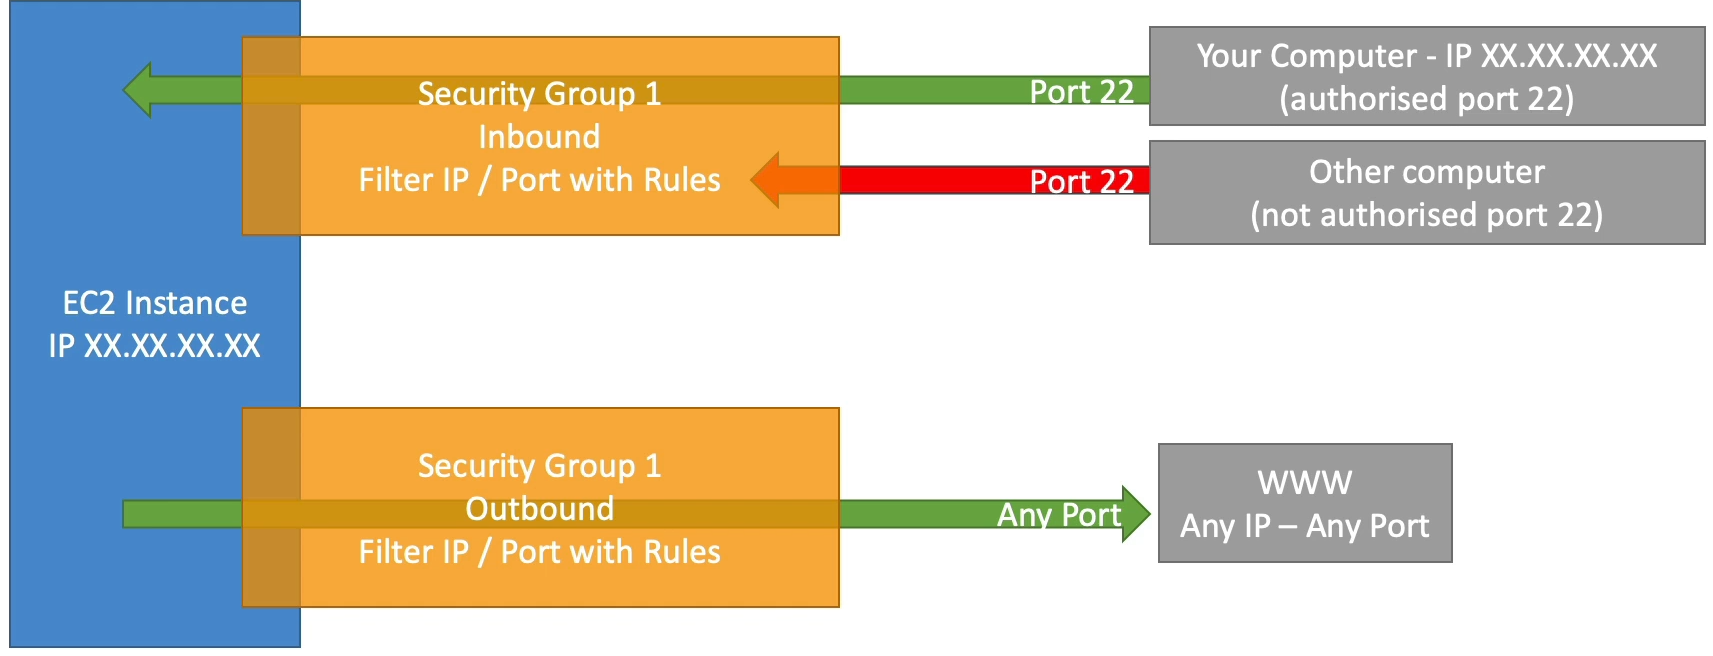 Security Group 1
Inbound
Filter IP / Port with Rules
Port 22
Your Computer - IP XX.XX.XX.XX
(authorised port 22)
Port 22
Other computer
(not authorised port 22)
EC2 Instance
IP XX.XX.XX.XX
Security Group 1
Outbound
Filter IP / Port with Rules
Any Port
WWW
Any IP – Any Port